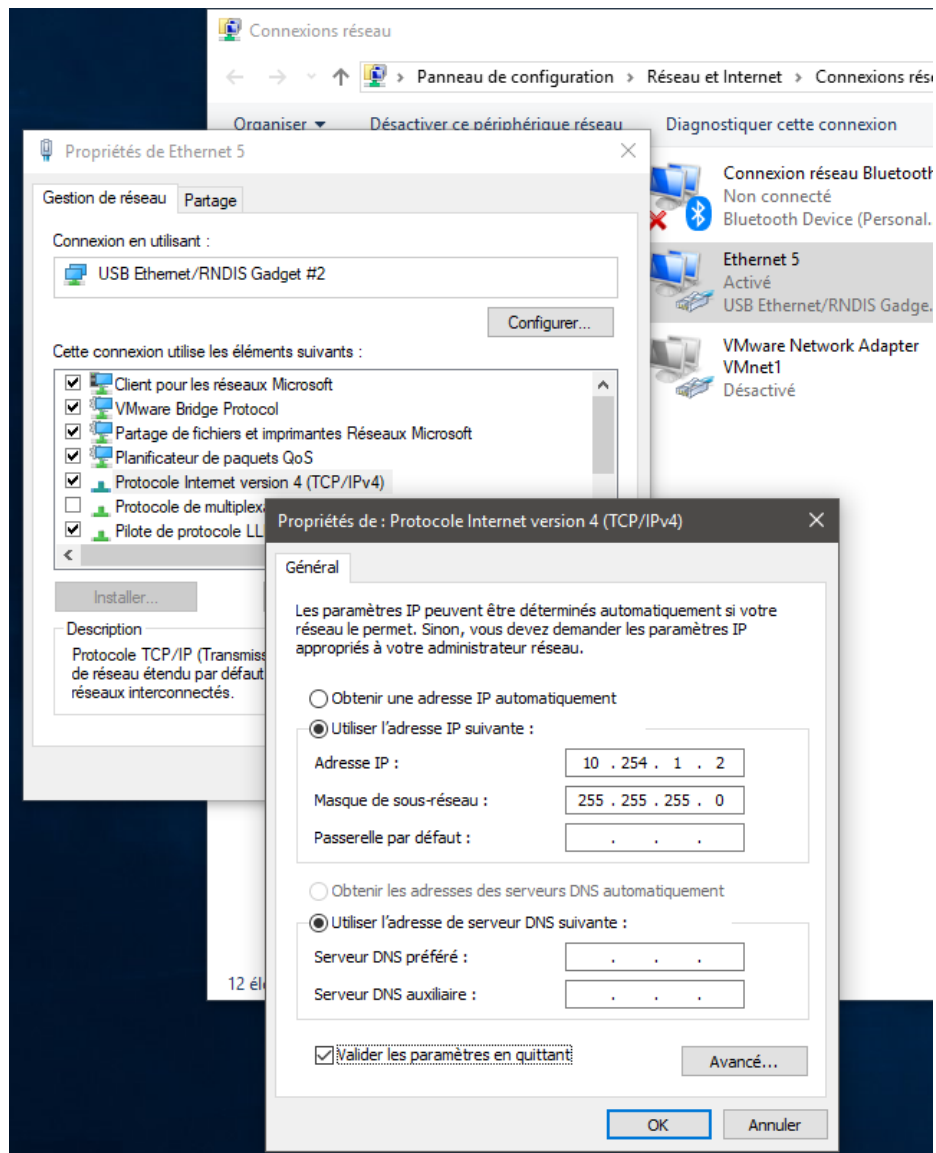 Connexions réseau
Panneau de configuration › Réseau et Internet › Connexions rés
Organiser Désactiver ce périphérique réseau Diagnostiquer cette connexion
Connexion réseau Bluetooth
Non connecté
Bluetooth Device (Personal.
Ethernet 5
Activé
USB Ethernet/RNDIS Gadge.
VMware Network Adapter
VMnet1
Désactivé
12 élé
Propriétés de Ethernet 5
Gestion de réseau Partage
Connexion en utilisant :
USB Ethernet/RNDIS Gadget #2
Configurer...
Cette connexion utilise les éléments suivants :
Client pour les réseaux Microsoft
VMware Bridge Protocol
Partage de fichiers et imprimantes Réseaux Microsoft
Planificateur de paquets QoS
Protocole Internet version 4 (TCP/IPv4)
Protocole de multiplex
Pilote de protocole LL
Installer...
Description
Protocole TCP/IP (Transmiss
de réseau étendu par défaut
réseaux interconnectés.
Propriétés de : Protocole Internet version 4 (TCP/IPv4)
Général
Les paramètres IP peuvent être déterminés automatiquement si votre
réseau le permet. Sinon, vous devez demander les paramètres IP
appropriés à votre administrateur réseau.
Obtenir une adresse IP automatiquement
Utiliser l'adresse IP suivante :
Adresse IP : 10 . 254 . 1 . 2
Masque de sous-réseau : 255 . 255 . 255 . 0
Passerelle par défaut : . . .
Obtenir les adresses des serveurs DNS automatiquement
Utiliser l'adresse de serveur DNS suivante :
Serveur DNS préféré : . . .
Serveur DNS auxiliaire : . . .
Valider les paramètres en quittant
Avancé...
OK Annuler